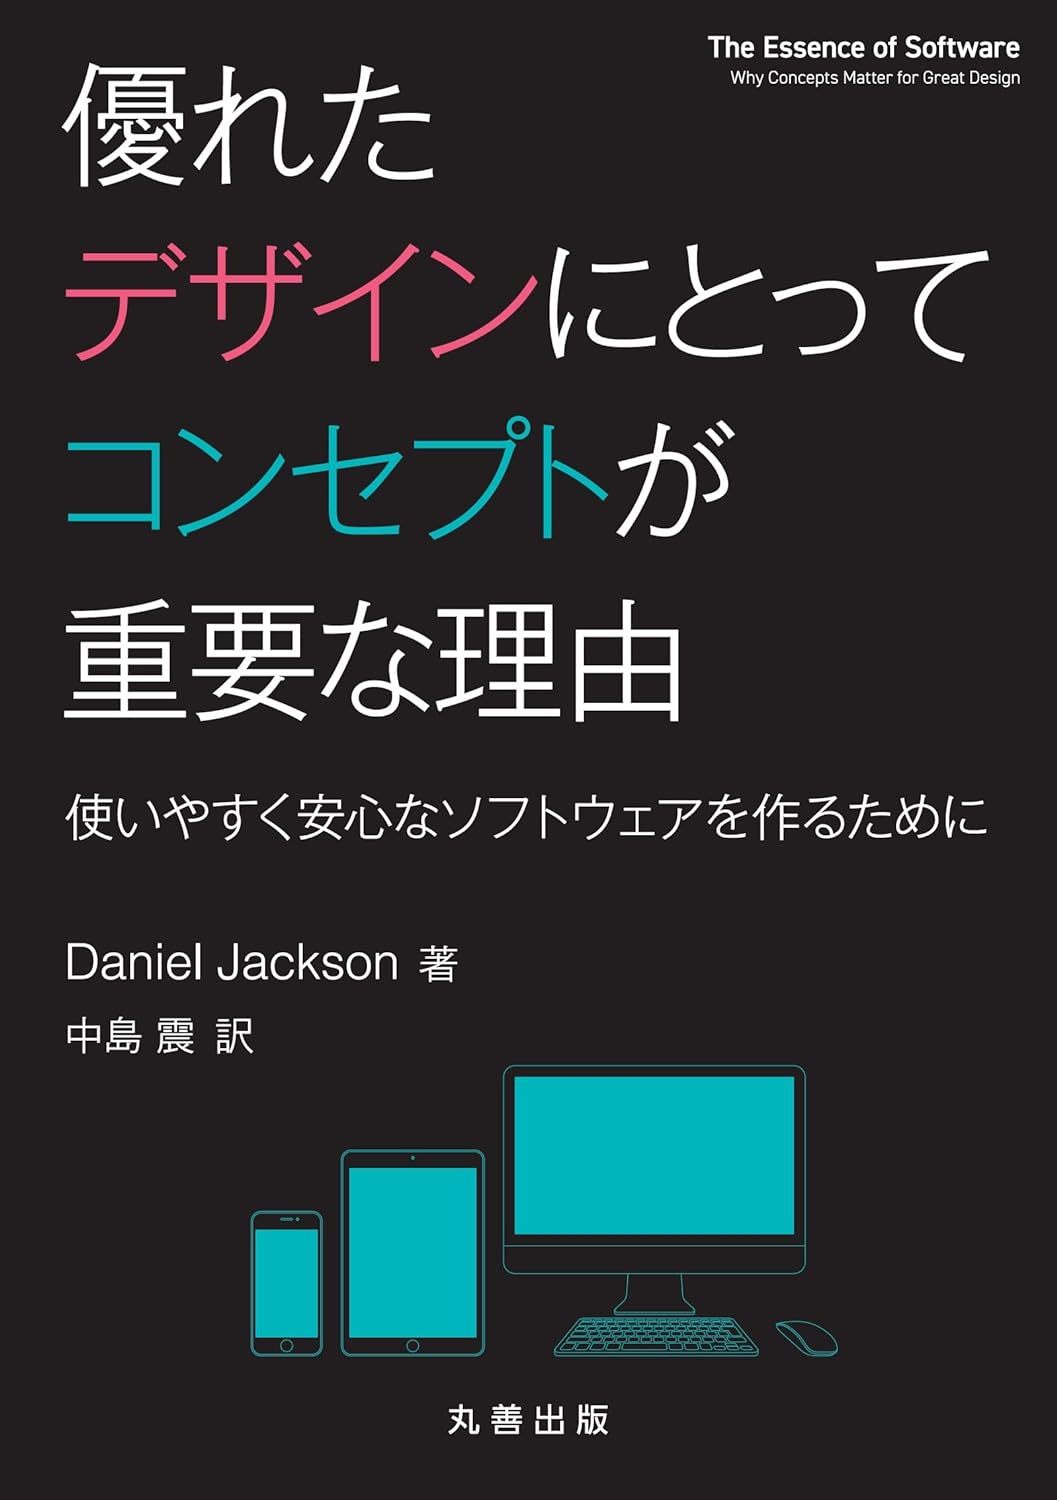 The Essence of Software
Why Concepts Matter for Great Design
優れた
デザインにとって
コンセプトが
重要な理由
使いやすく安心なソフトウェアを作るために
Daniel Jackson 著
中島 震 訳
丸善出版